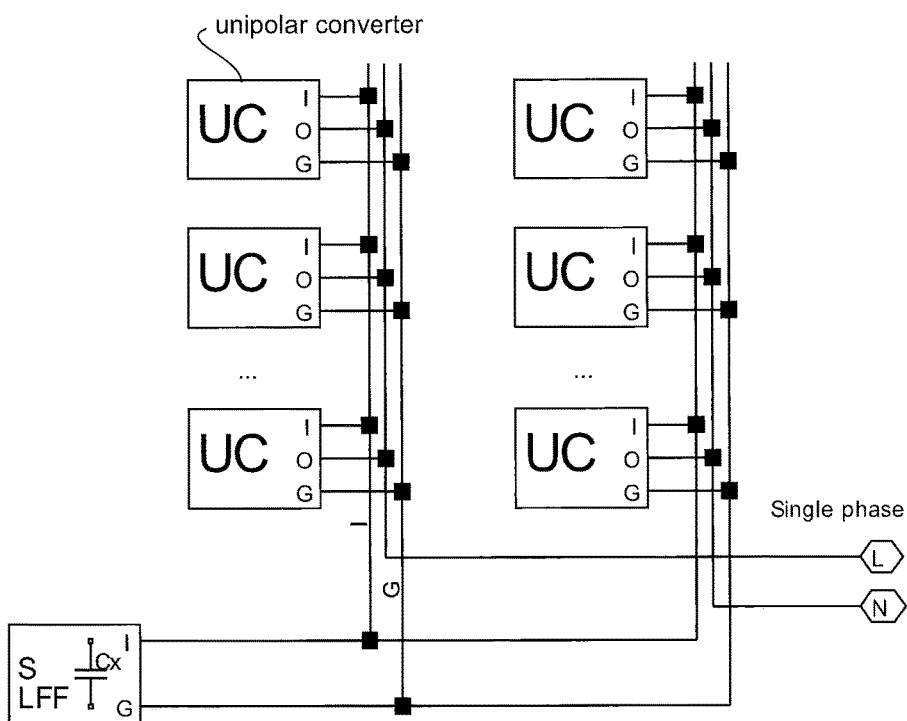 unipolar converter
UC I O G
UC I O G
UC I O G
UC I O G
...
...
UC I O G
UC I O G
I
Single phase
L
G
N
S
LFF
Cx
I
G